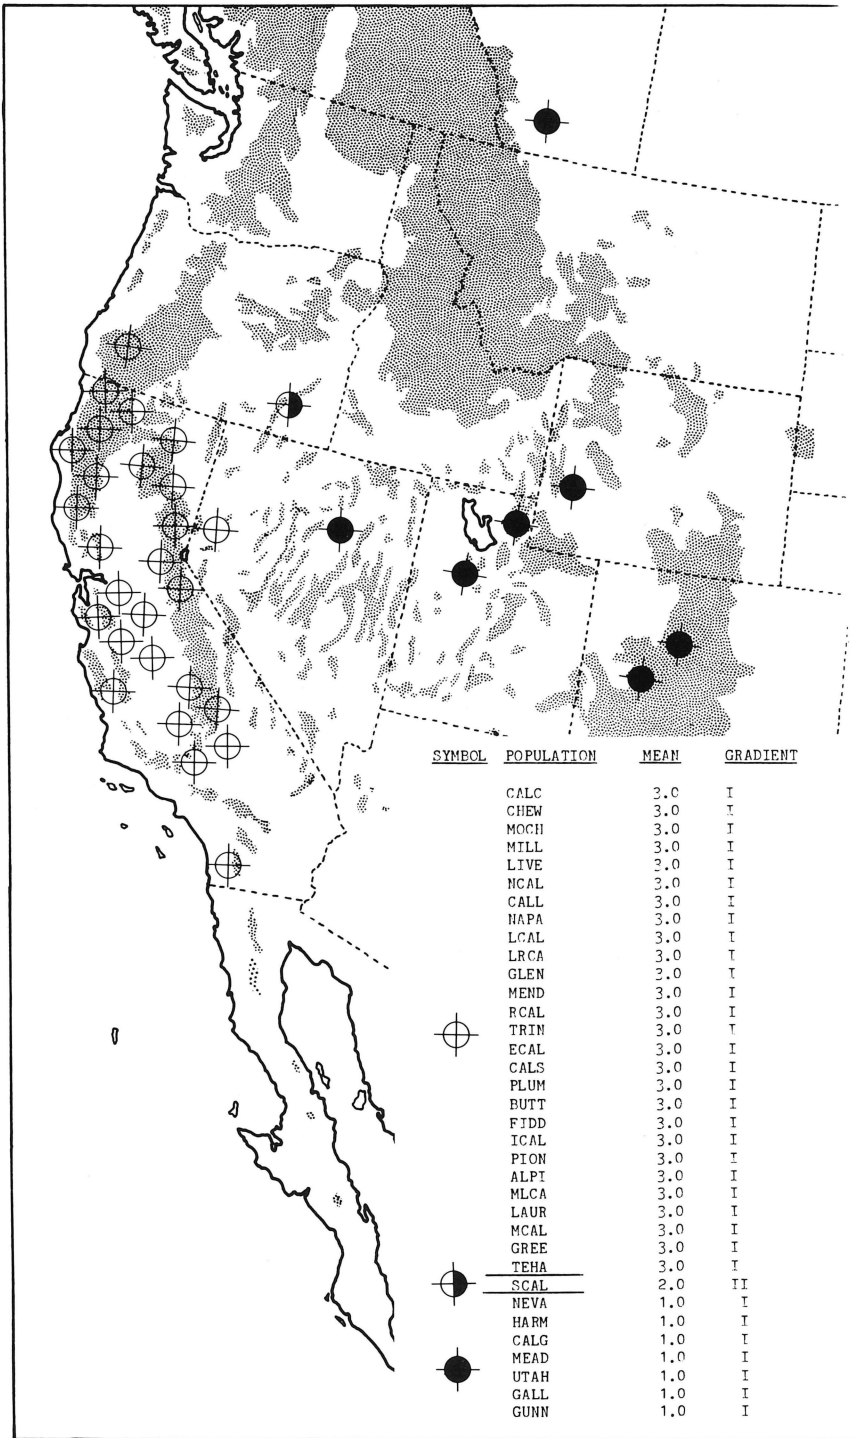 SYMBOL POPULATION MEAN GRADIENT
CALC 3.0 I
CHEW 3.0 I
MOCH 3.0 I
MILL 3.0 I
LIVE 3.0 I
NCAL 3.0 I
CALL 3.0 I
NAPA 3.0 I
LCAL 3.0 I
LRCA 3.0 I
GLEN 3.0 I
MEND 3.0 I
RCAL 3.0 I
TRIN 3.0 I
ECAL 3.0 I
CALS 3.0 I
PLUM 3.0 I
BUTT 3.0 I
FIDD 3.0 I
ICAL 3.0 I
PION 3.0 I
ALPI 3.0 I
MLCA 3.0 I
LAUR 3.0 I
MCAL 3.0 I
GREE 3.0 I
TEHA 3.0 I
SCAL 2.0 II
NEVA 1.0 I
HARM 1.0 I
CALG 1.0 I
MEAD 1.0 I
UTAH 1.0 I
GALL 1.0 I
GUNN 1.0 I